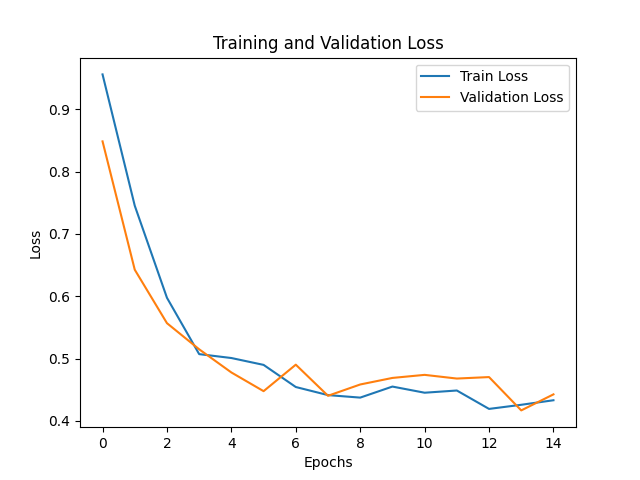 Training and Validation Loss
Train Loss
Validation Loss
0.9
0.8
0.7
0.6
0.5
0.4
Loss
0 2 4 6 8 10 12 14
Epochs